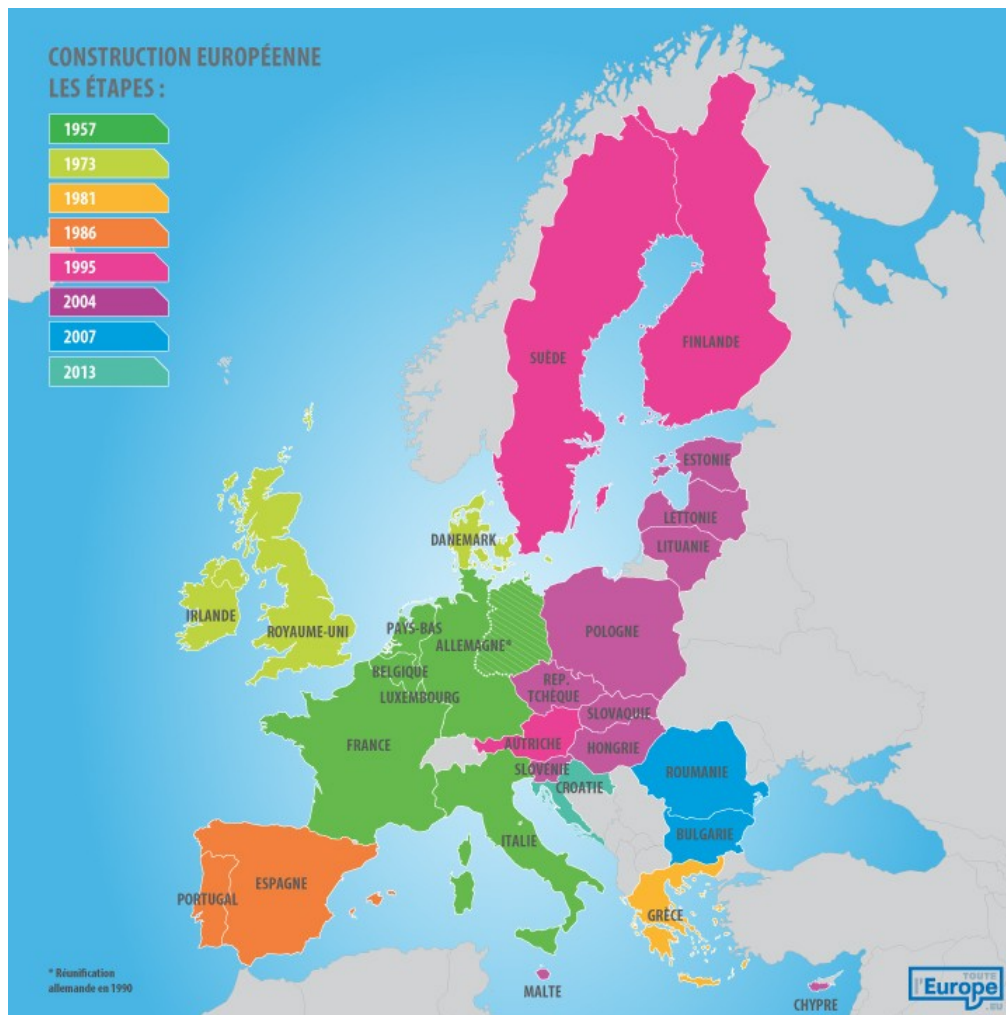 CONSTRUCTION EUROPÉENNE
LES ÉTAPES :
1957
1973
1981
1986
1995
2004
2007
2013
SUÈDE
FINLANDE
ESTONIE
LETTONIE
LITUANIE
DANEMARK
IRLANDE
ROYAUME-UNI
PAYS-BAS
ALLEMAGNE*
POLOGNE
BELGIQUE
LUXEMBOURG
REP.
TCHÈQUE
SLOVAQUIE
FRANCE
AUTRICHE
HONGRIE
SLOVÉNIE
CROATIE
ROUMANIE
ITALIE
BULGARIE
PORTUGAL
ESPAGNE
GRÈCE
* Réunification
allemande en 1990
MALTE
CHYPRE
TOUTE
l'Europe
.eu